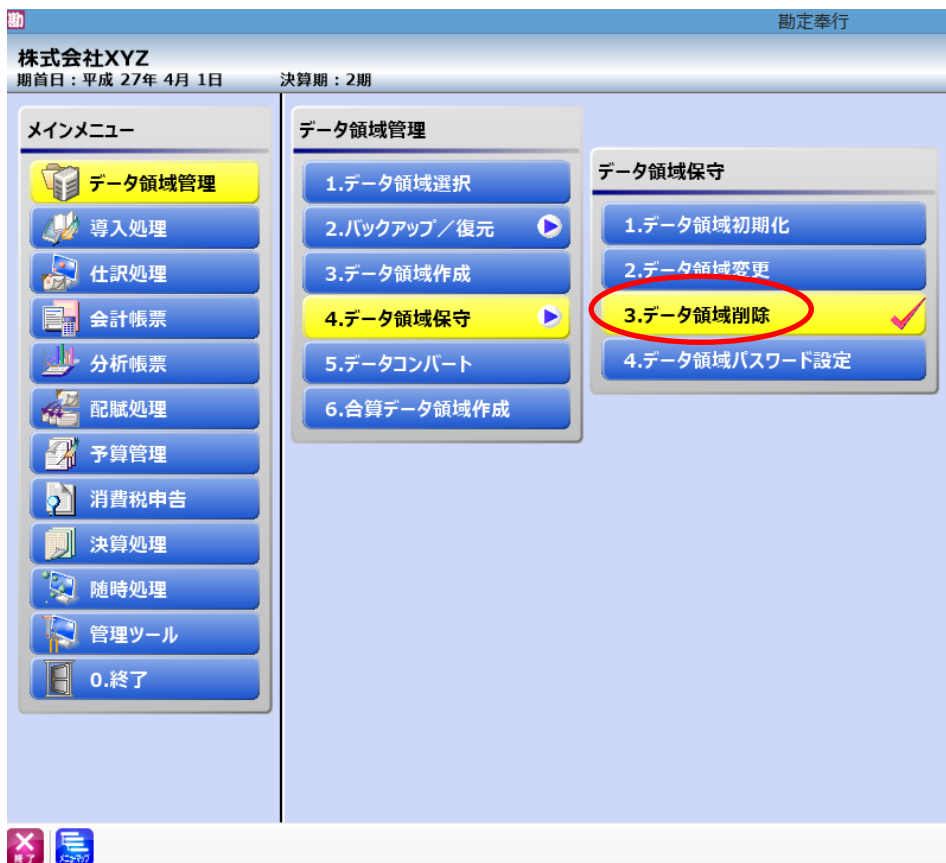 勘
勘定奉行
株式会社XYZ
期首日：平成 27年 4月 1日 決算期：2期
メインメニュー
データ領域管理
導入処理
仕訳処理
会計帳票
分析帳票
配賦処理
予算管理
消費税申告
決算処理
随時処理
管理ツール
0.終了
データ領域管理
1.データ領域選択
2.バックアップ／復元
3.データ領域作成
4.データ領域保守
5.データコンバート
6.合算データ領域作成
データ領域保守
1.データ領域初期化
2.データ領域変更
3.データ領域削除
4.データ領域パスワード設定
終了
メニューマップ